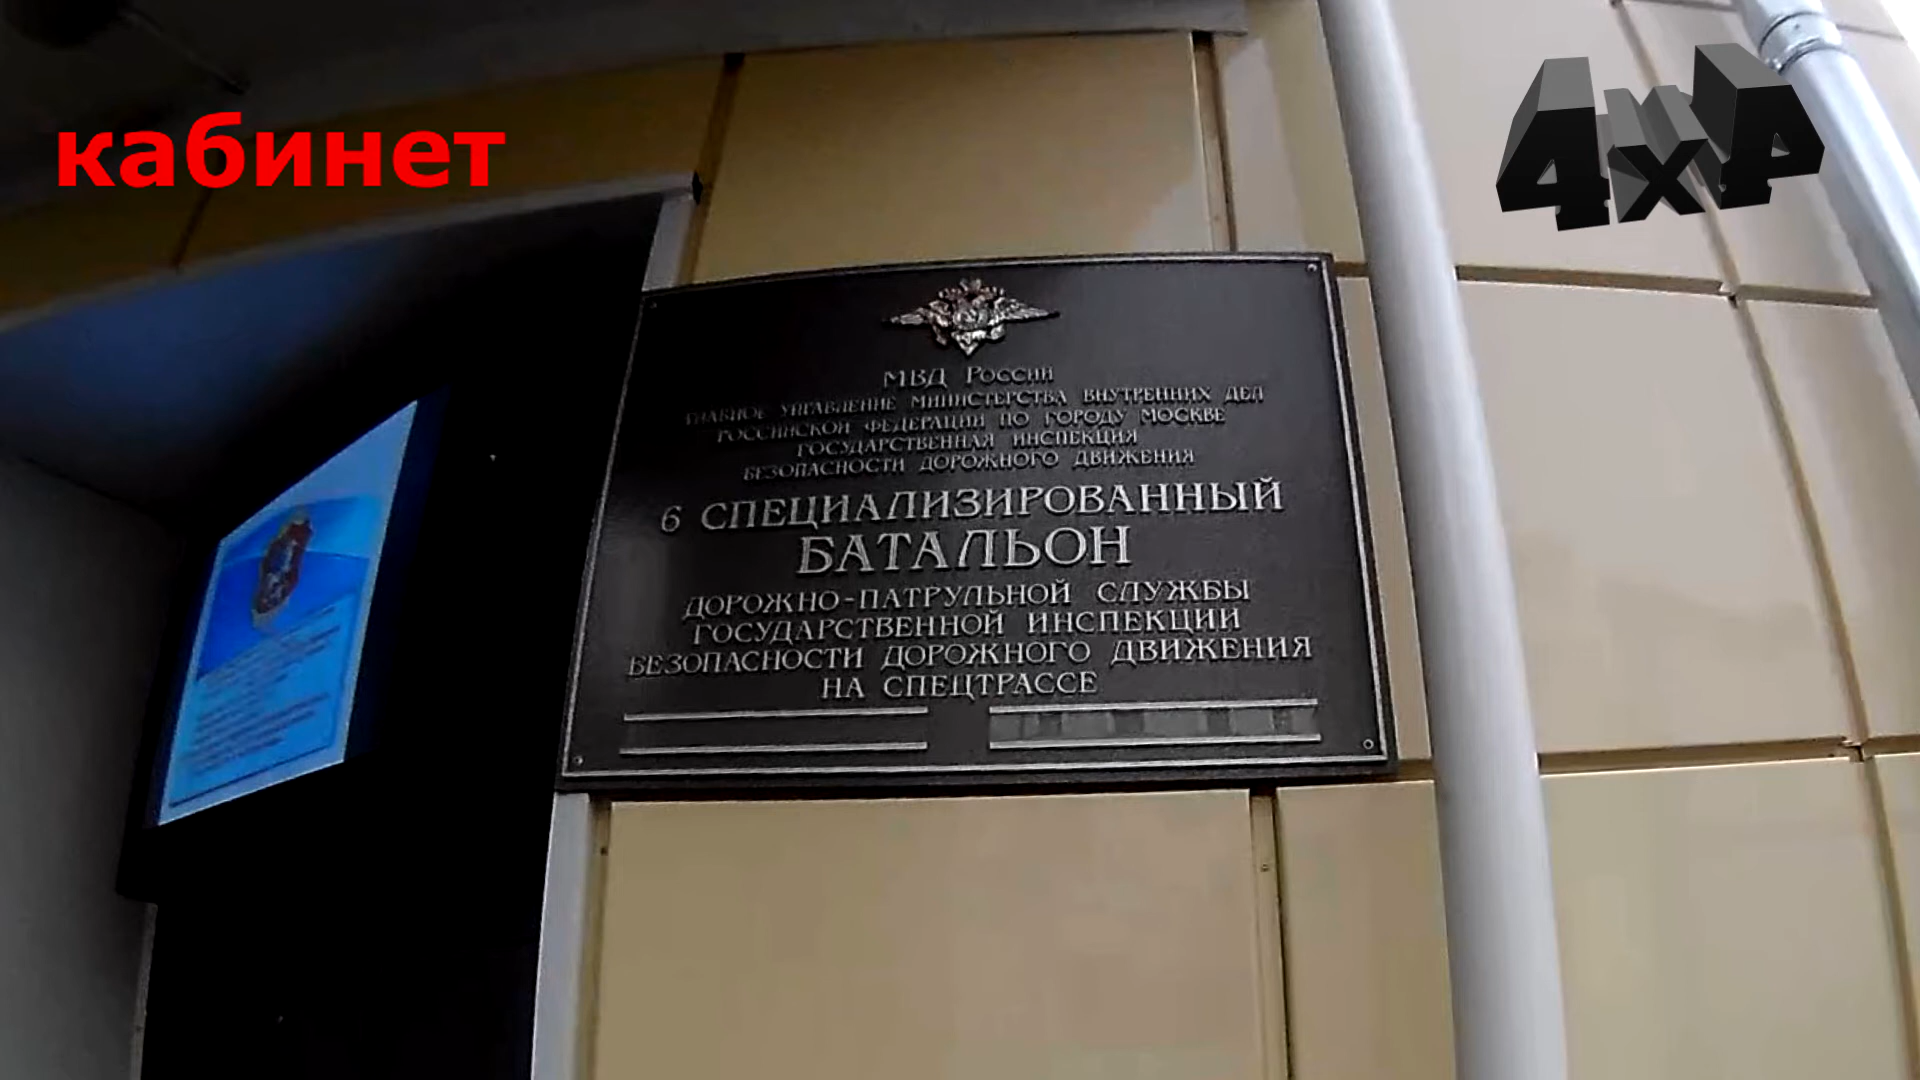 кабинет
4x4
МВД России
ГЛАВНОЕ УПРАВЛЕНИЕ МИНИСТЕРСТВА ВНУТРЕННИХ ДЕЛ
РОССИЙСКОЙ ФЕДЕРАЦИИ ПО ГОРОДУ МОСКВЕ
ГОСУДАРСТВЕННАЯ ИНСПЕКЦИЯ
БЕЗОПАСНОСТИ ДОРОЖНОГО ДВИЖЕНИЯ
6 СПЕЦИАЛИЗИРОВАННЫЙ
БАТАЛЬОН
ДОРОЖНО-ПАТРУЛЬНОЙ СЛУЖБЫ
ГОСУДАРСТВЕННОЙ ИНСПЕКЦИИ
БЕЗОПАСНОСТИ ДОРОЖНОГО ДВИЖЕНИЯ
НА СПЕЦТРАССЕ